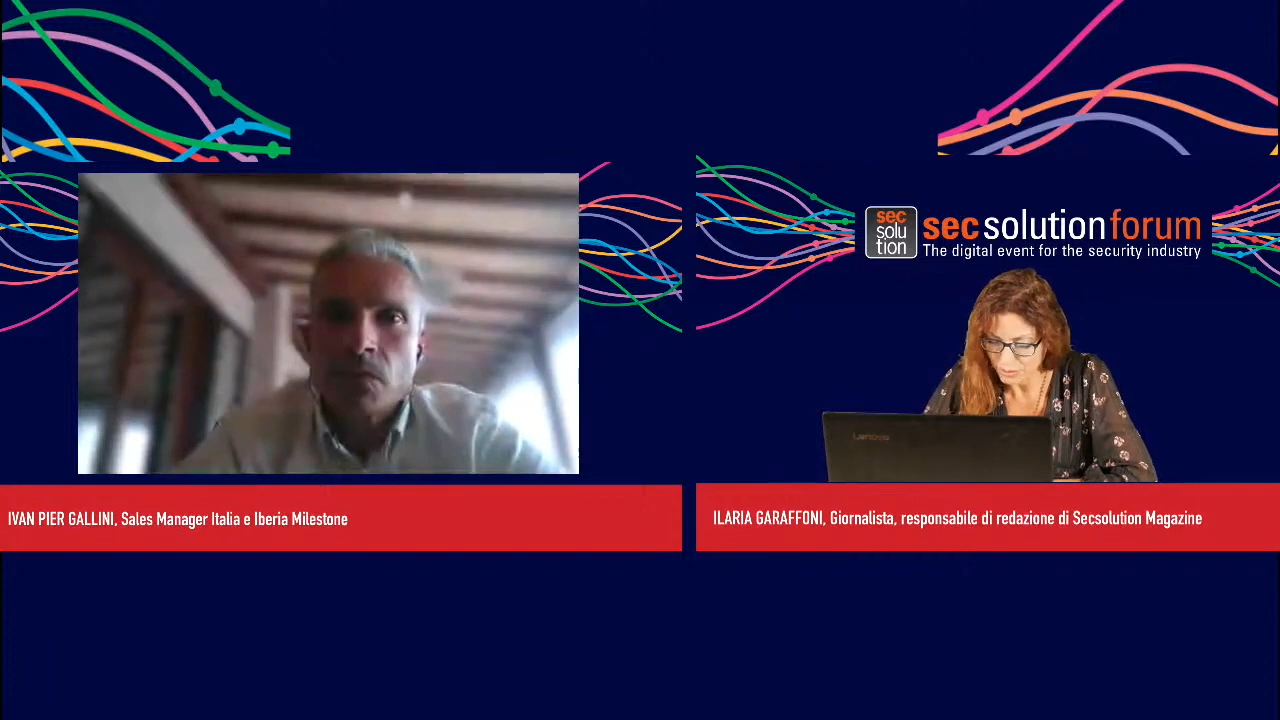 sec
solu
tion
secsolutionforum
The digital event for the security industry
Lenovo
IVAN PIER GALLINI, Sales Manager Italia e Iberia Milestone
ILARIA GARAFFONI, Giornalista, responsabile di redazione di Secsolution Magazine